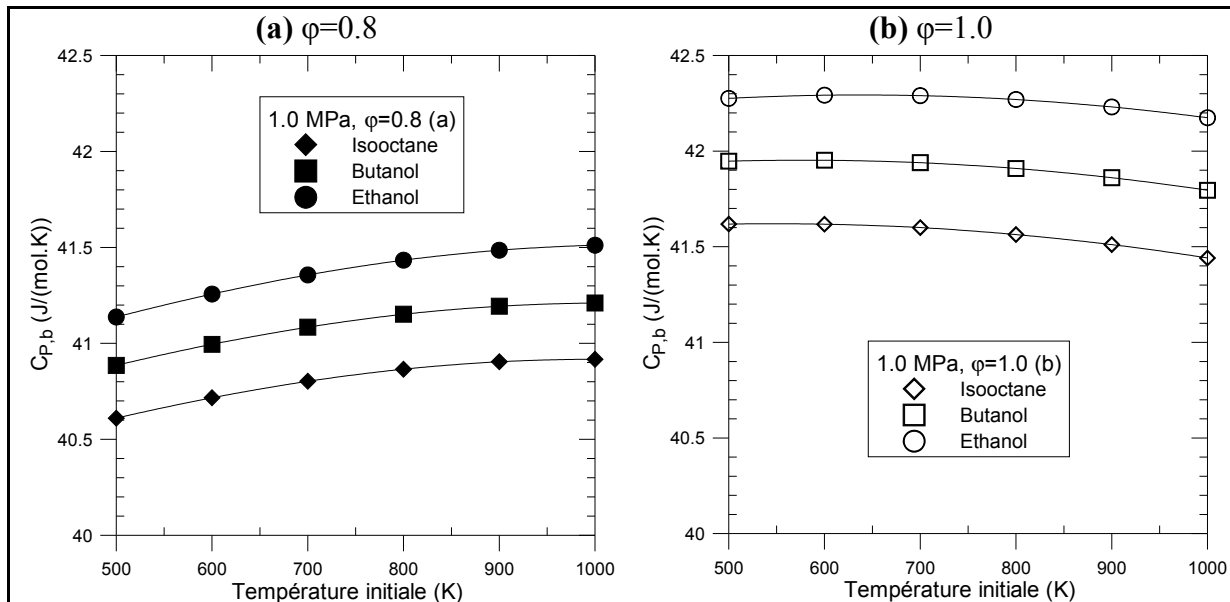 (a) φ=0.8
42.5
42
41.5
41
40.5
40
C_P,b (J/(mol.K))
1.0 MPa, φ=0.8 (a)
Isooctane
Butanol
Ethanol
500 600 700 800 900 1000
Température initiale (K)
(b) φ=1.0
42.5
42
41.5
41
40.5
40
C_P,b (J/(mol.K))
1.0 MPa, φ=1.0 (b)
Isooctane
Butanol
Ethanol
500 600 700 800 900 1000
Température initiale (K)